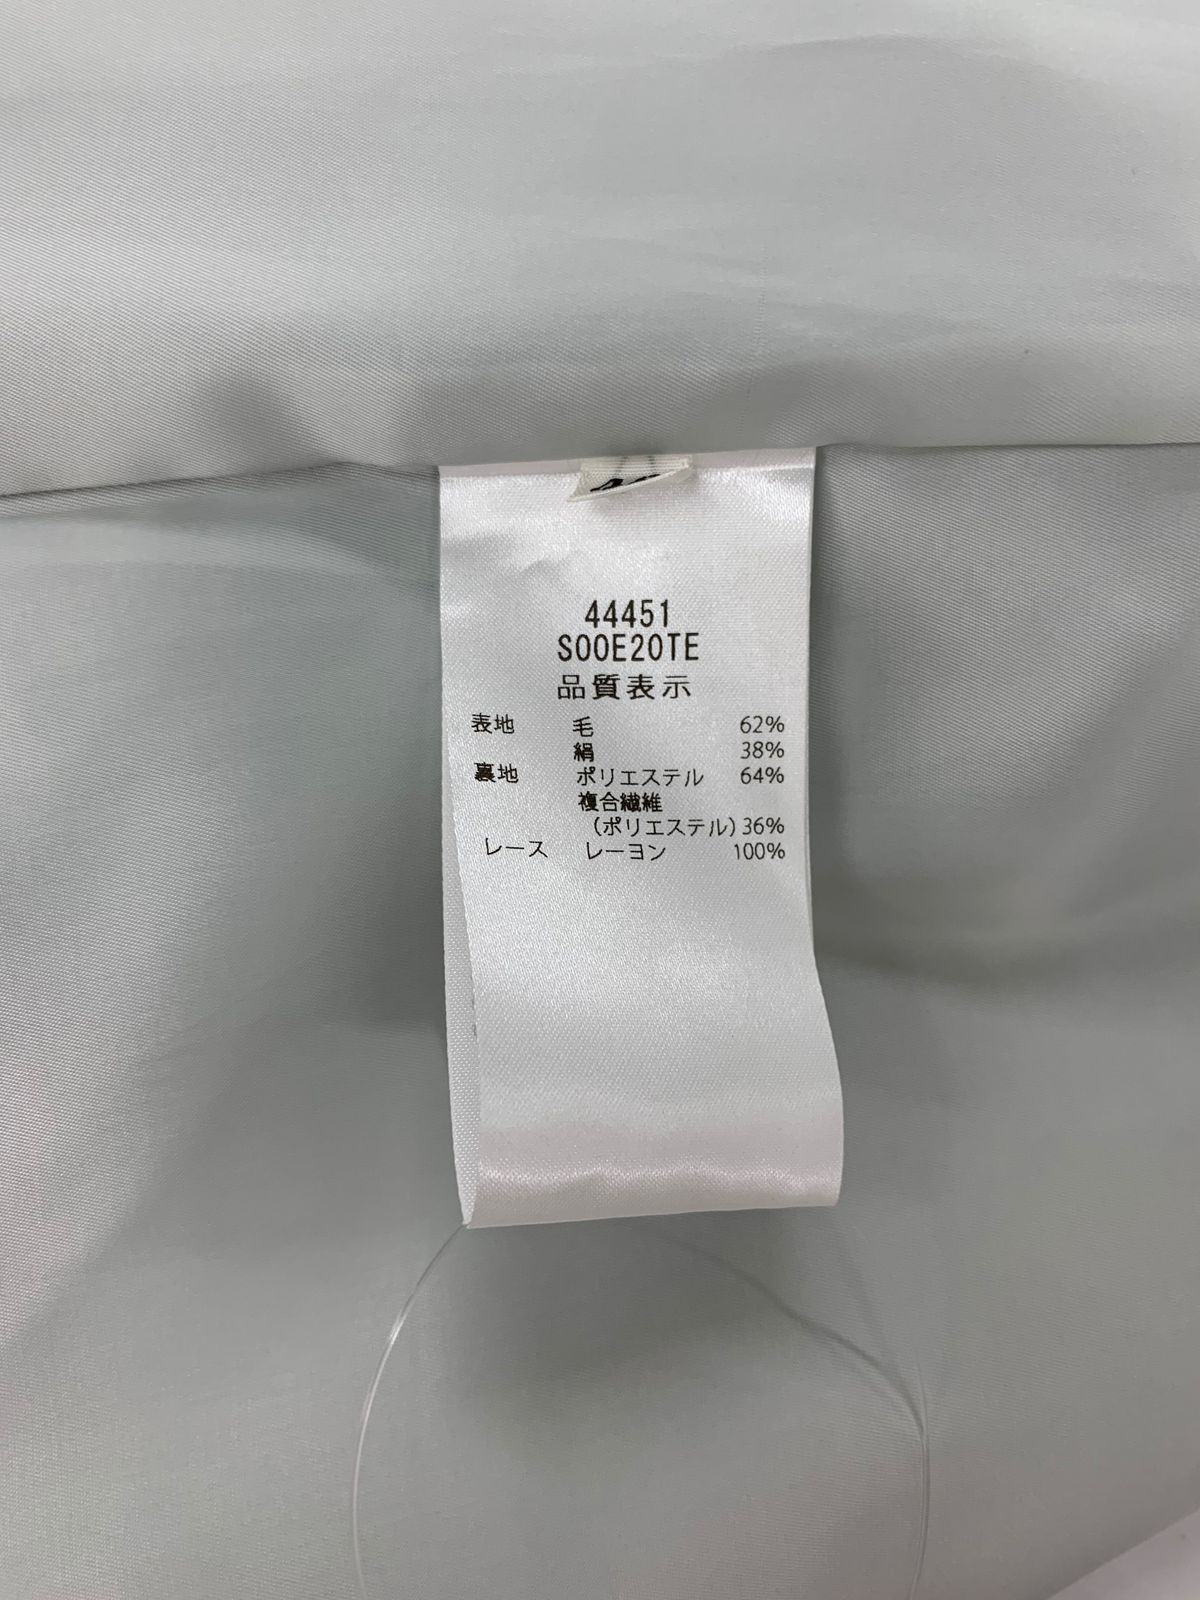 44451
S00E20TE
品質表示
表地 毛 62%
絹 38%
裏地 ポリエステル 64%
複合繊維
(ポリエステル) 36%
レース レーヨン 100%